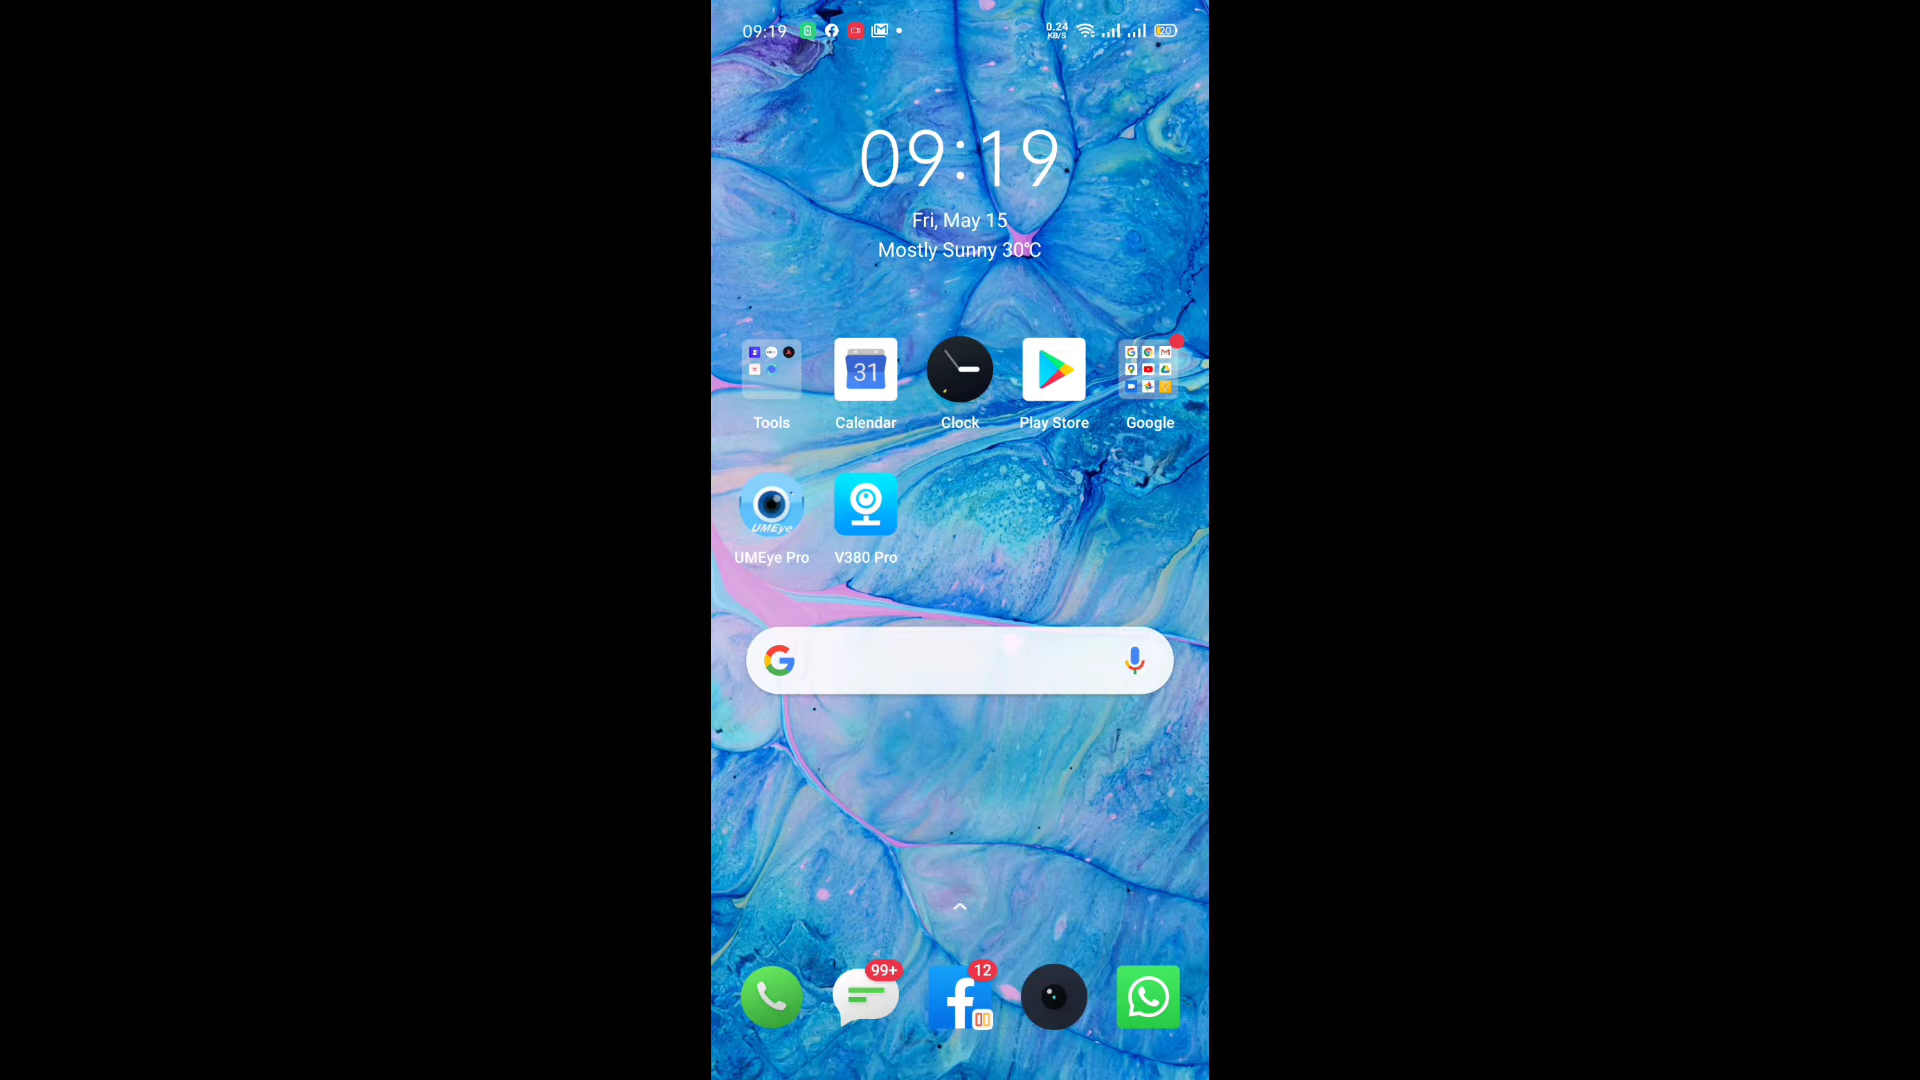 09:19
0.24
KB/S
20
09:19
Fri, May 15
Mostly Sunny 30°C
31
Tools
Calendar
Clock
Play Store
Google
UMEye
UMEye Pro
V380 Pro
99+
12